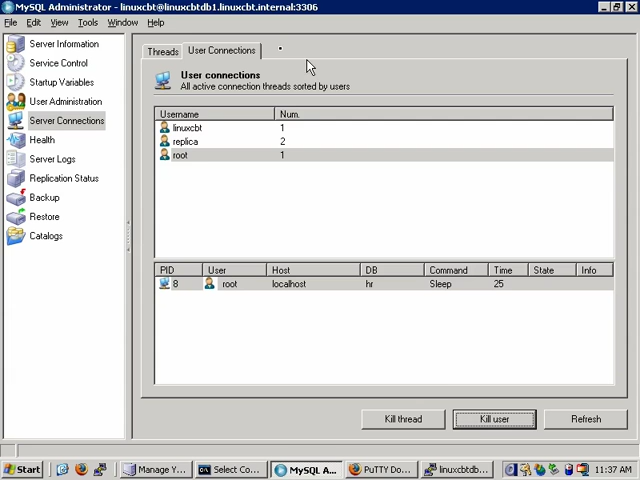 MySQL Administrator - linuxcbt@linuxcbtdb1.linuxcbt.internal:3306
File Edit View Tools Window Help
Server Information
Service Control
Startup Variables
User Administration
Server Connections
Health
Server Logs
Replication Status
Backup
Restore
Catalogs
Threads User Connections
User connections
All active connection threads sorted by users
Username Num.
linuxcbt 1
replica 2
root 1
PID User Host DB Command Time State Info
8 root localhost hr Sleep 25
Kill thread Kill user Refresh
Start Manage Y... Select Co... MySQL A... PuTTY Do... linuxcbtdb... 11:37 AM